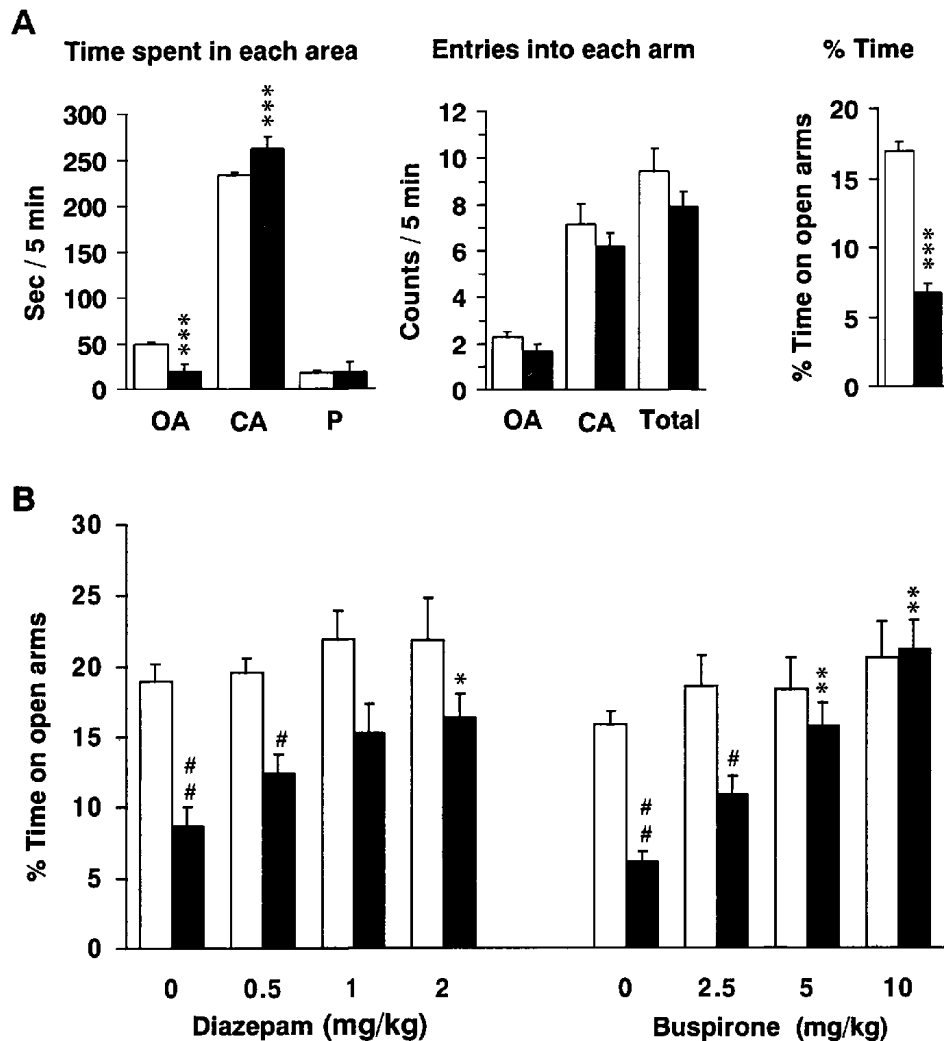 A
Time spent in each area
Entries into each arm
% Time
Sec / 5 min
300
250
200
150
100
50
0
***
***
OA CA P
Counts / 5 min
12
10
8
6
4
2
0
OA CA Total
% Time on open arms
20
15
10
5
0
***
B
% Time on open arms
30
25
20
15
10
5
0
##
#
*
##
#
**
**
0 0.5 1 2
Diazepam (mg/kg)
0 2.5 5 10
Buspirone (mg/kg)